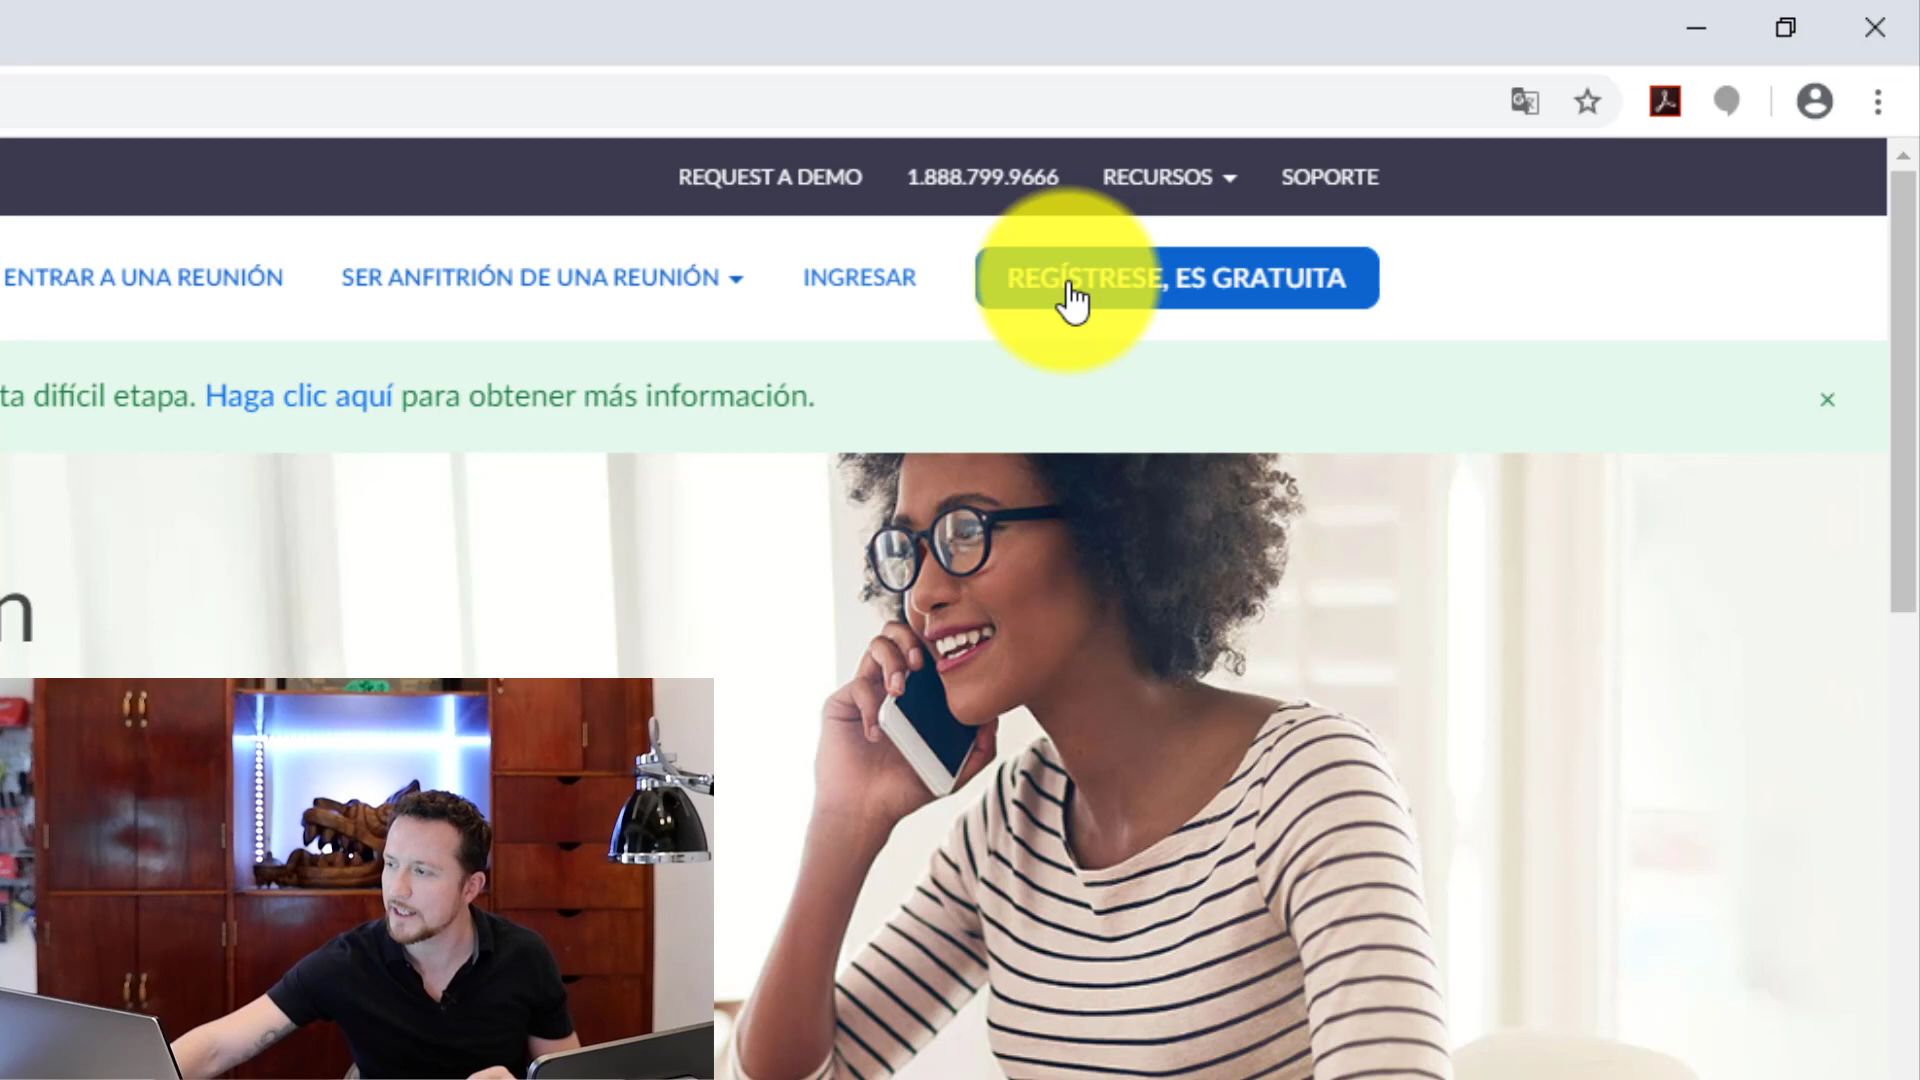 REQUEST A DEMO 1.888.799.9666 RECURSOS SOPORTE
ENTRAR A UNA REUNIÓN SER ANFITRIÓN DE UNA REUNIÓN INGRESAR REGÍSTRESE, ES GRATUITA
ta difícil etapa. Haga clic aquí para obtener más información.
n